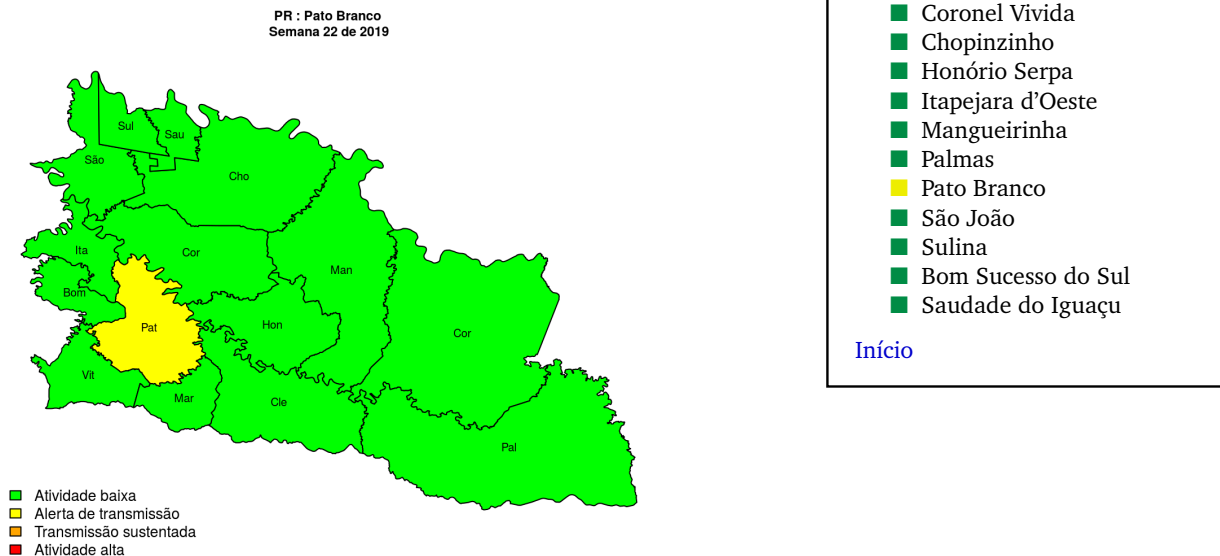 PR : Pato Branco
Semana 22 de 2019
Sul
Sau
São
Cho
Ita
Cor
Man
Bom
Pat
Hon
Cor
Vit
Mar
Cle
Pal
Atividade baixa
Alerta de transmissão
Transmissão sustentada
Atividade alta
Coronel Vivida
Chopinzinho
Honório Serpa
Itapejara d’Oeste
Mangueirinha
Palmas
Pato Branco
São João
Sulina
Bom Sucesso do Sul
Saudade do Iguaçu
Início